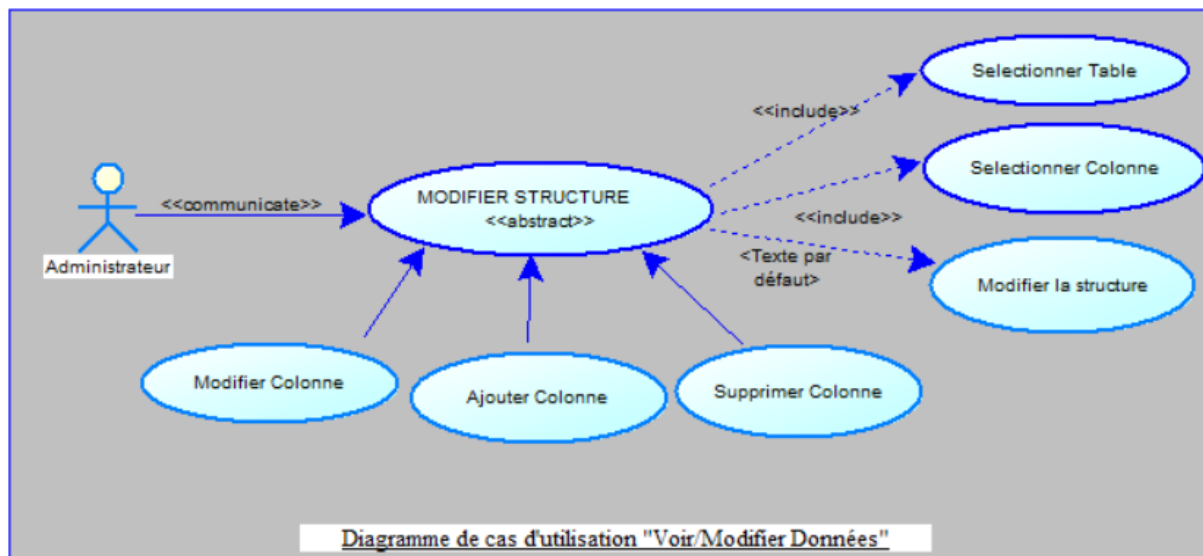 Selectionner Table
<<include>>
Selectionner Colonne
MODIFIER STRUCTURE
<<abstract>>
<<communicate>>
<<include>>
Administrateur
<Texte par
défaut>
Modifier la structure
Modifier Colonne
Ajouter Colonne
Supprimer Colonne
Diagramme de cas d'utilisation "Voir/Modifier Données"